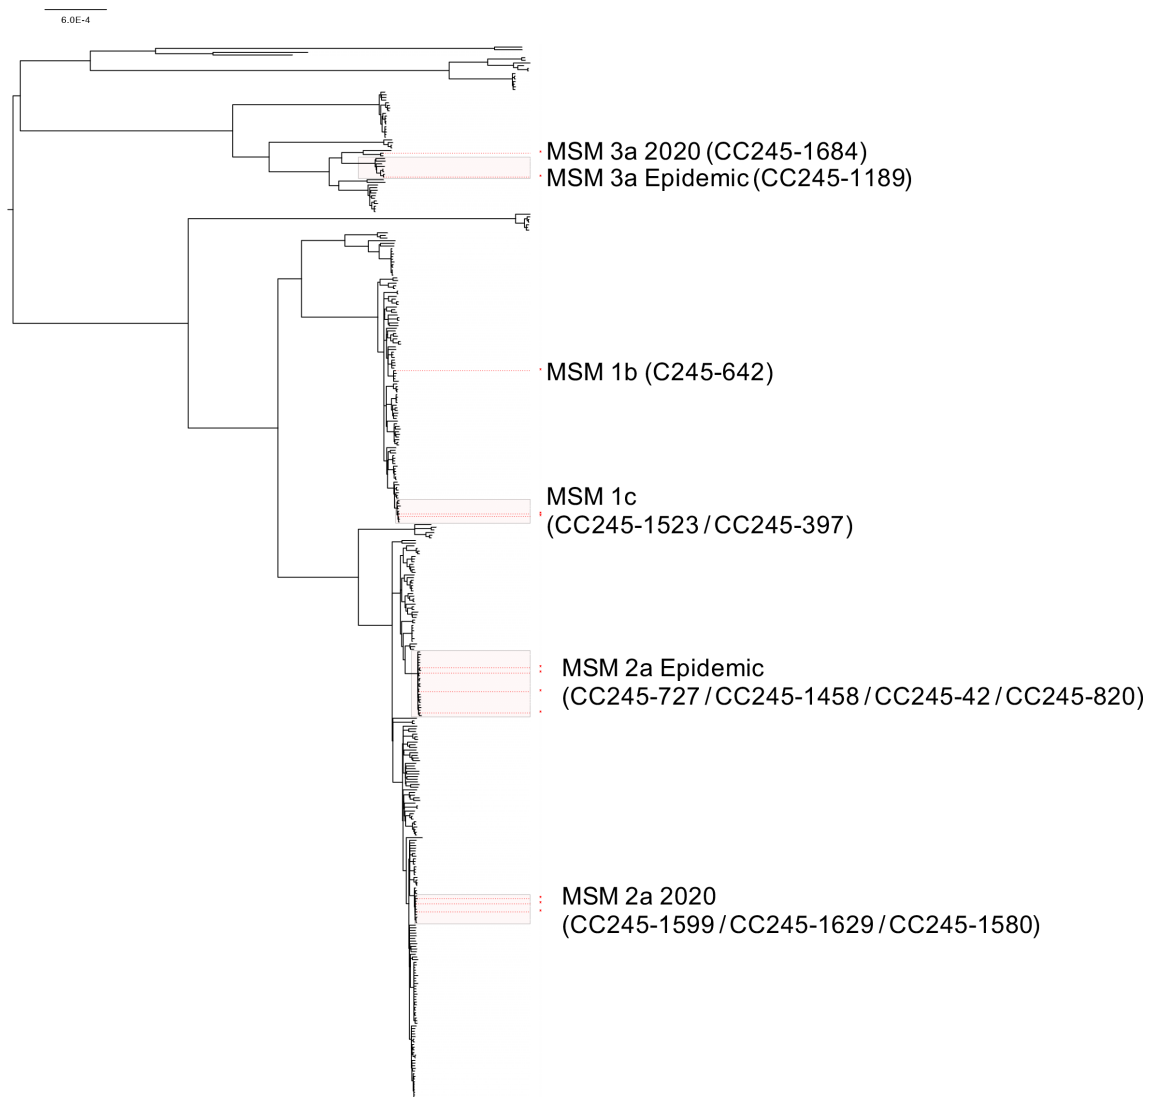 6.0E-4
MSM 3a 2020 (CC245-1684)
MSM 3a Epidemic (CC245-1189)
MSM 1b (C245-642)
MSM 1c
(CC245-1523 / CC245-397)
MSM 2a Epidemic
(CC245-727 / CC245-1458 / CC245-42 / CC245-820)
MSM 2a 2020
(CC245-1599 / CC245-1629 / CC245-1580)